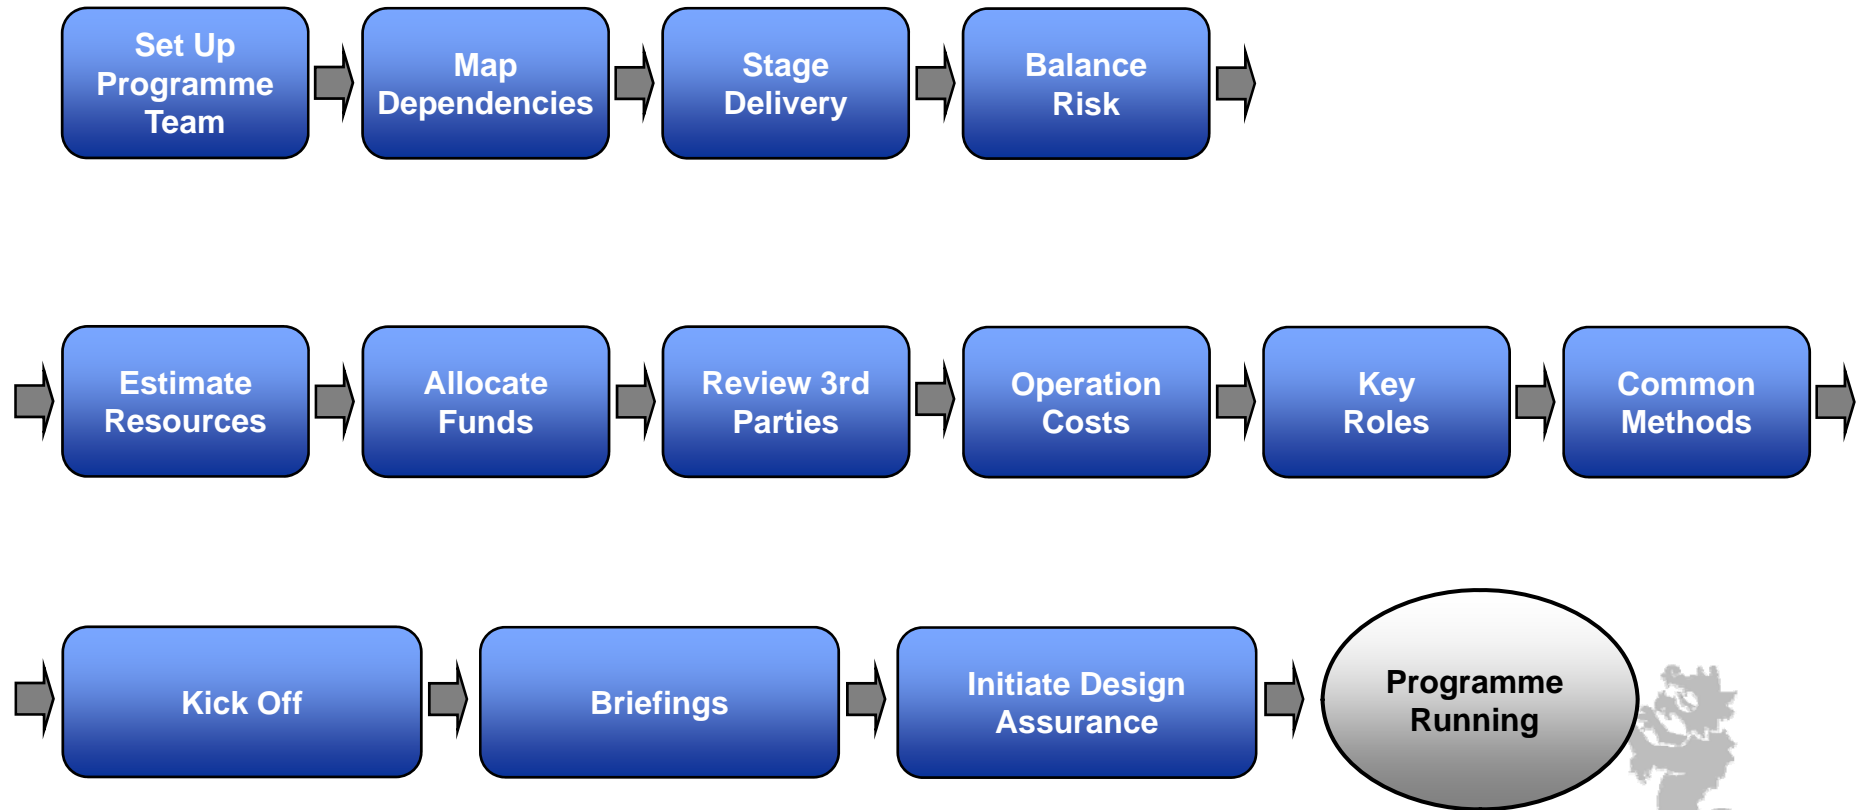 Set Up
Programme
Team
Map
Dependencies
Stage
Delivery
Balance
Risk
Estimate
Resources
Allocate
Funds
Review 3rd
Parties
Operation
Costs
Key
Roles
Common
Methods
Kick Off
Briefings
Initiate Design
Assurance
Programme
Running